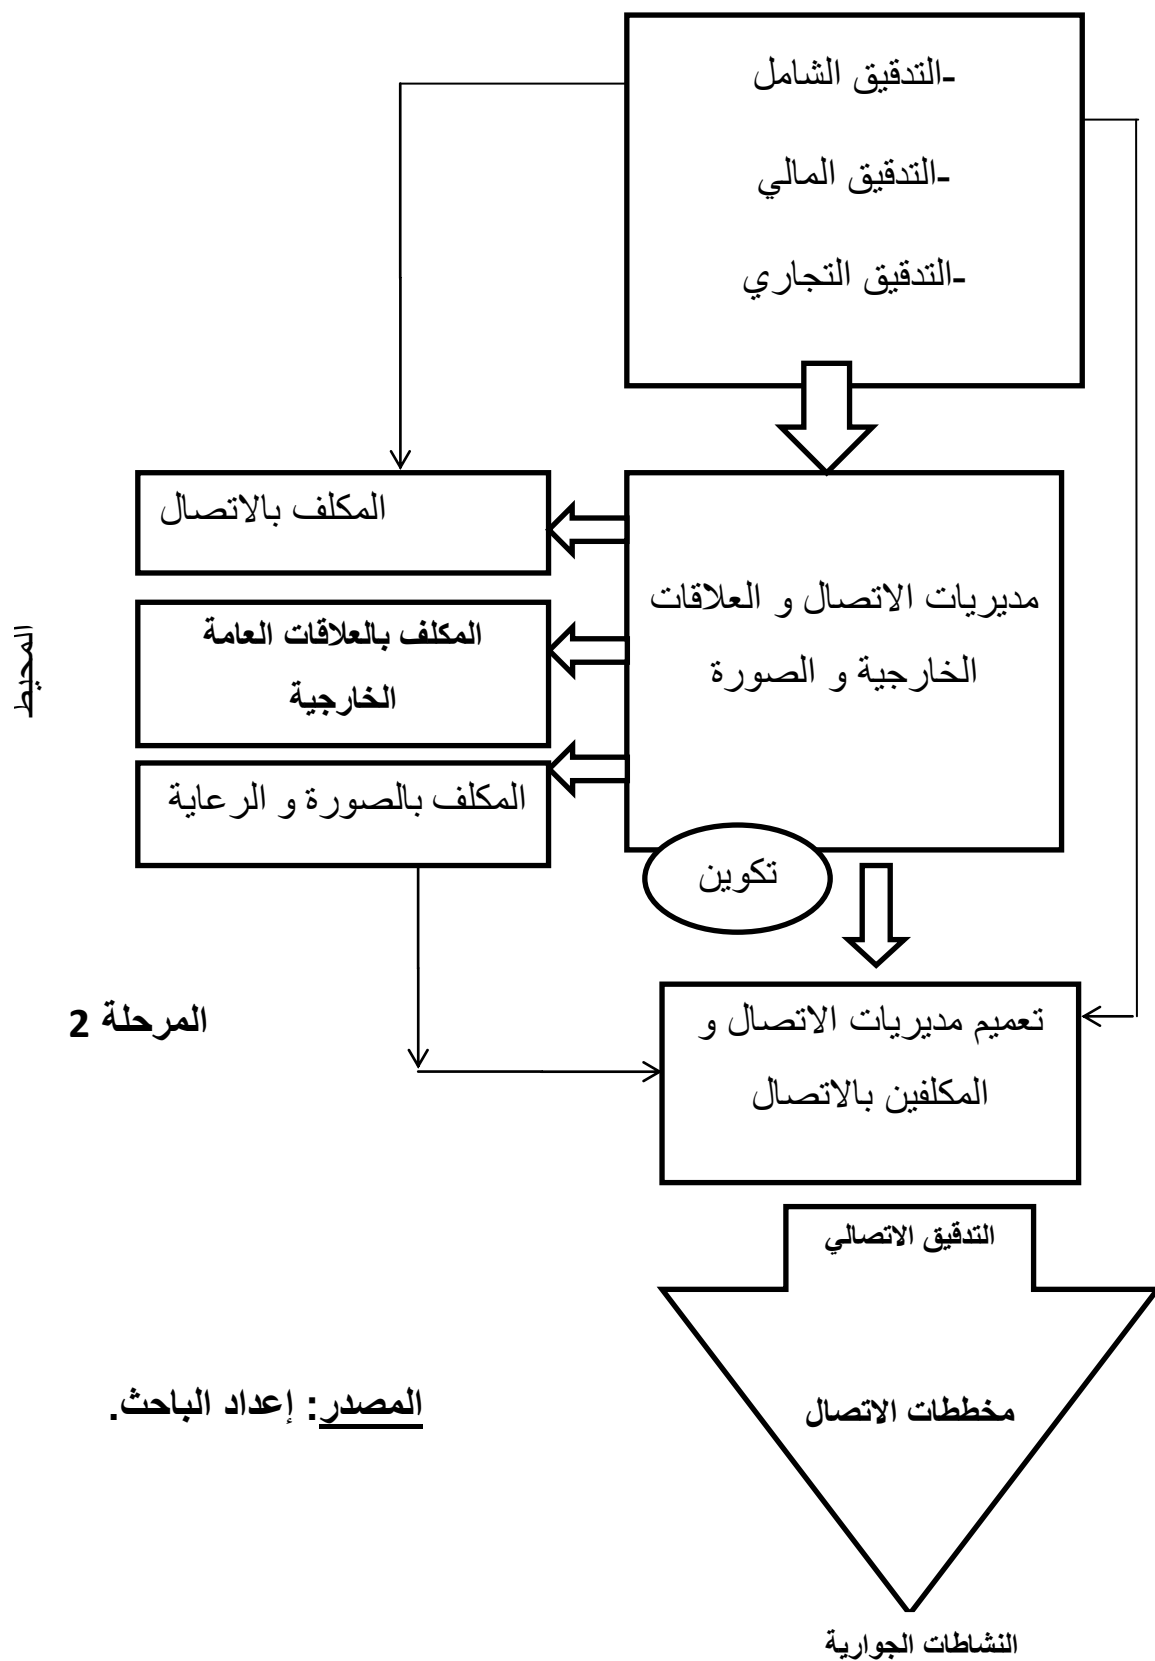 -التدقيق الشامل
-التدقيق المالي
-التدقيق التجاري
مديريات الاتصال و العلاقات
الخارجية و الصورة
المكلف بالاتصال
المكلف بالعلاقات العامة
الخارجية
المكلف بالصورة و الرعاية
المحيط
تكوين
تعميم مديريات الاتصال و
المكلفين بالاتصال
المرحلة 2
التدقيق الاتصالي
مخططات الاتصال
المصدر: إعداد الباحث.
النشاطات الجوارية